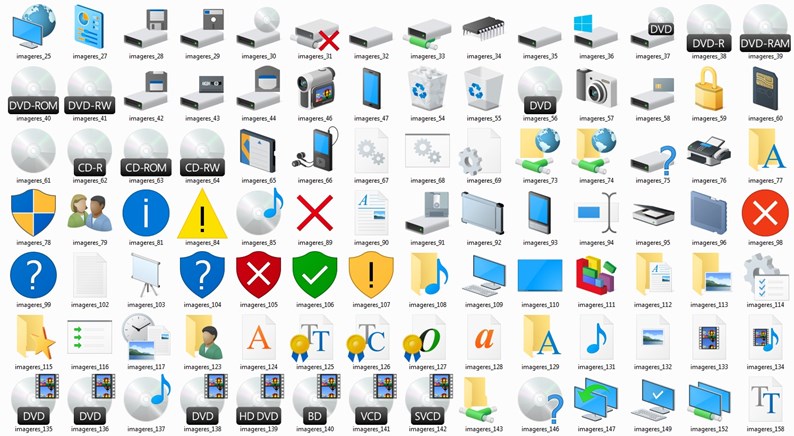 DVD DVD-R DVD-RAM
imageres_25 imageres_27 imageres_28 imageres_29 imageres_30 imageres_31 imageres_32 imageres_33 imageres_34 imageres_35 imageres_36 imageres_37 imageres_38 imageres_39
DVD-ROM DVD-RW DVD
imageres_40 imageres_41 imageres_42 imageres_43 imageres_44 imageres_46 imageres_47 imageres_54 imageres_55 imageres_56 imageres_57 imageres_58 imageres_59 imageres_60
CD-R CD-ROM CD-RW ? A
imageres_61 imageres_62 imageres_63 imageres_64 imageres_65 imageres_66 imageres_67 imageres_68 imageres_69 imageres_73 imageres_74 imageres_75 imageres_76 imageres_77
i ! A
imageres_78 imageres_79 imageres_81 imageres_84 imageres_85 imageres_89 imageres_90 imageres_91 imageres_92 imageres_93 imageres_94 imageres_95 imageres_96 imageres_98
? ? ! A
imageres_99 imageres_102 imageres_103 imageres_104 imageres_105 imageres_106 imageres_107 imageres_108 imageres_109 imageres_110 imageres_111 imageres_112 imageres_113 imageres_114
A TT TC O a A
imageres_115 imageres_116 imageres_117 imageres_123 imageres_124 imageres_125 imageres_126 imageres_127 imageres_128 imageres_129 imageres_131 imageres_132 imageres_133 imageres_134
DVD DVD DVD HD DVD BD VCD SVCD ? TT
imageres_135 imageres_136 imageres_137 imageres_138 imageres_139 imageres_140 imageres_141 imageres_142 imageres_143 imageres_146 imageres_147 imageres_149 imageres_152 imageres_158